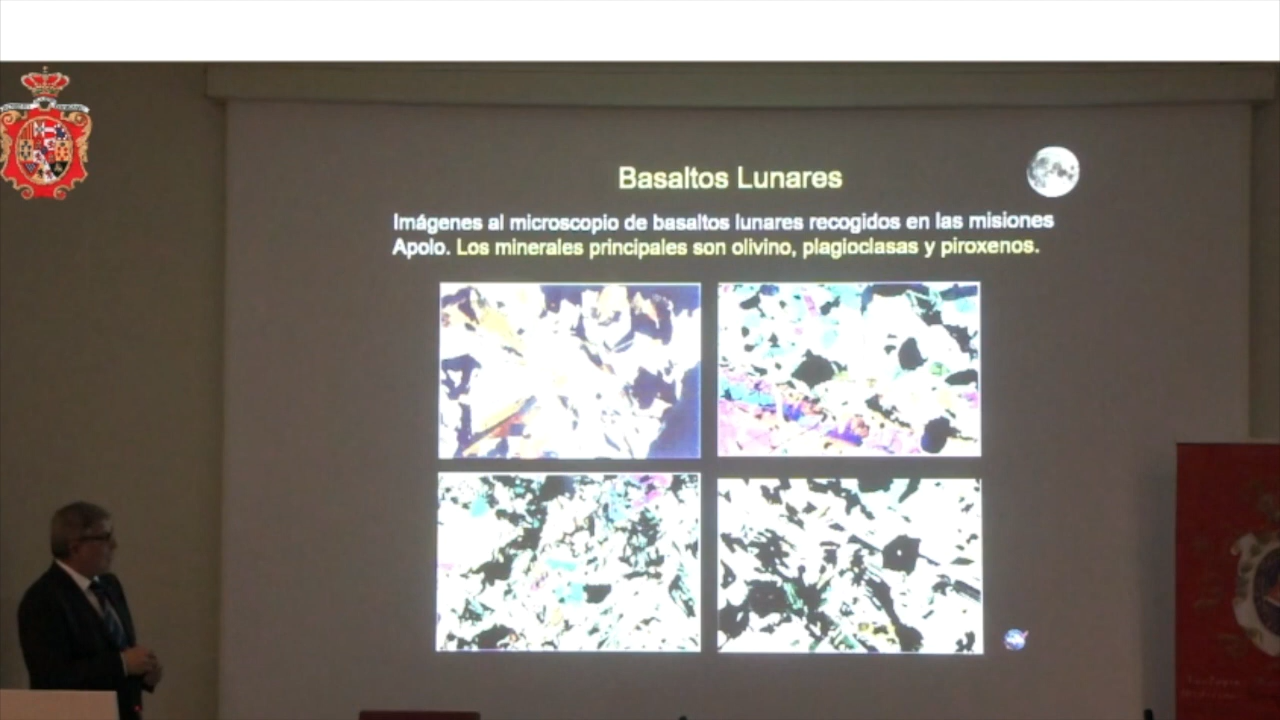 Basaltos Lunares
Imágenes al microscopio de basaltos lunares recogidos en las misiones
Apolo. Los minerales principales son olivino, plagioclasas y piroxenos.